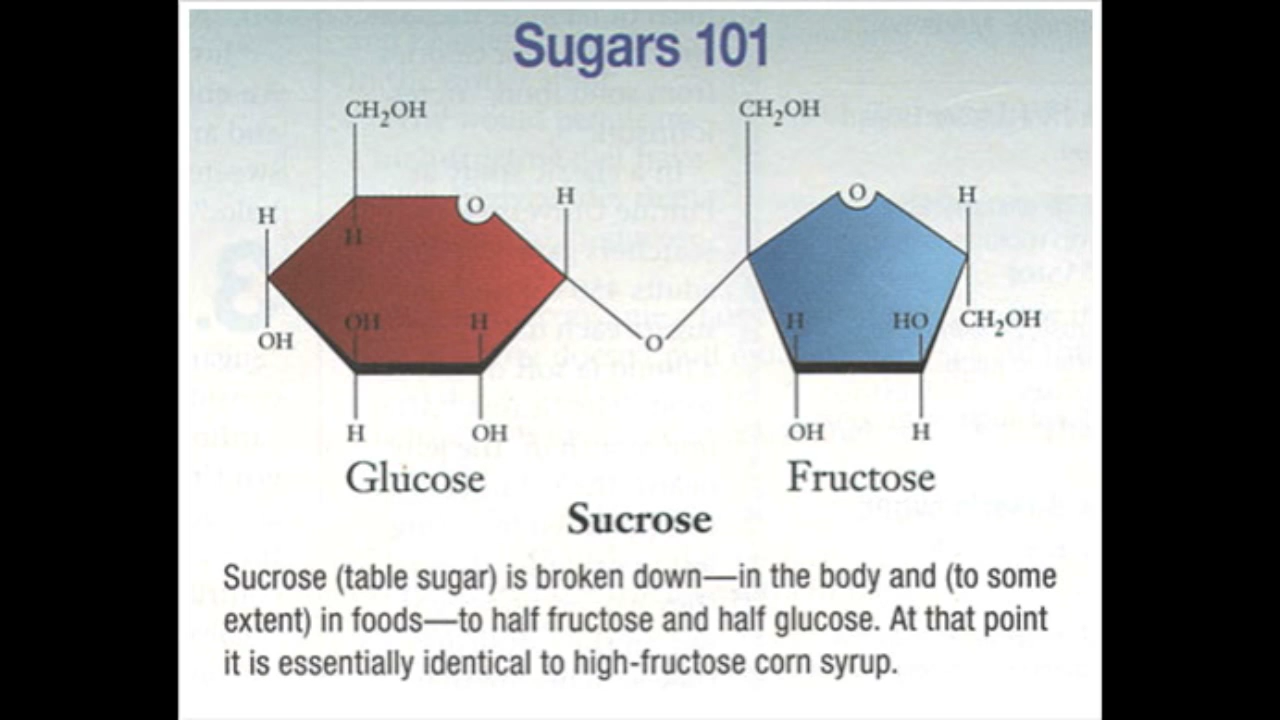 Sugars 101
CH₂OH CH₂OH
H O H O H
H
OH H H HO CH₂OH
OH O
H OH OH H
Glucose Fructose
Sucrose
Sucrose (table sugar) is broken down—in the body and (to some
extent) in foods—to half fructose and half glucose. At that point
it is essentially identical to high-fructose corn syrup.